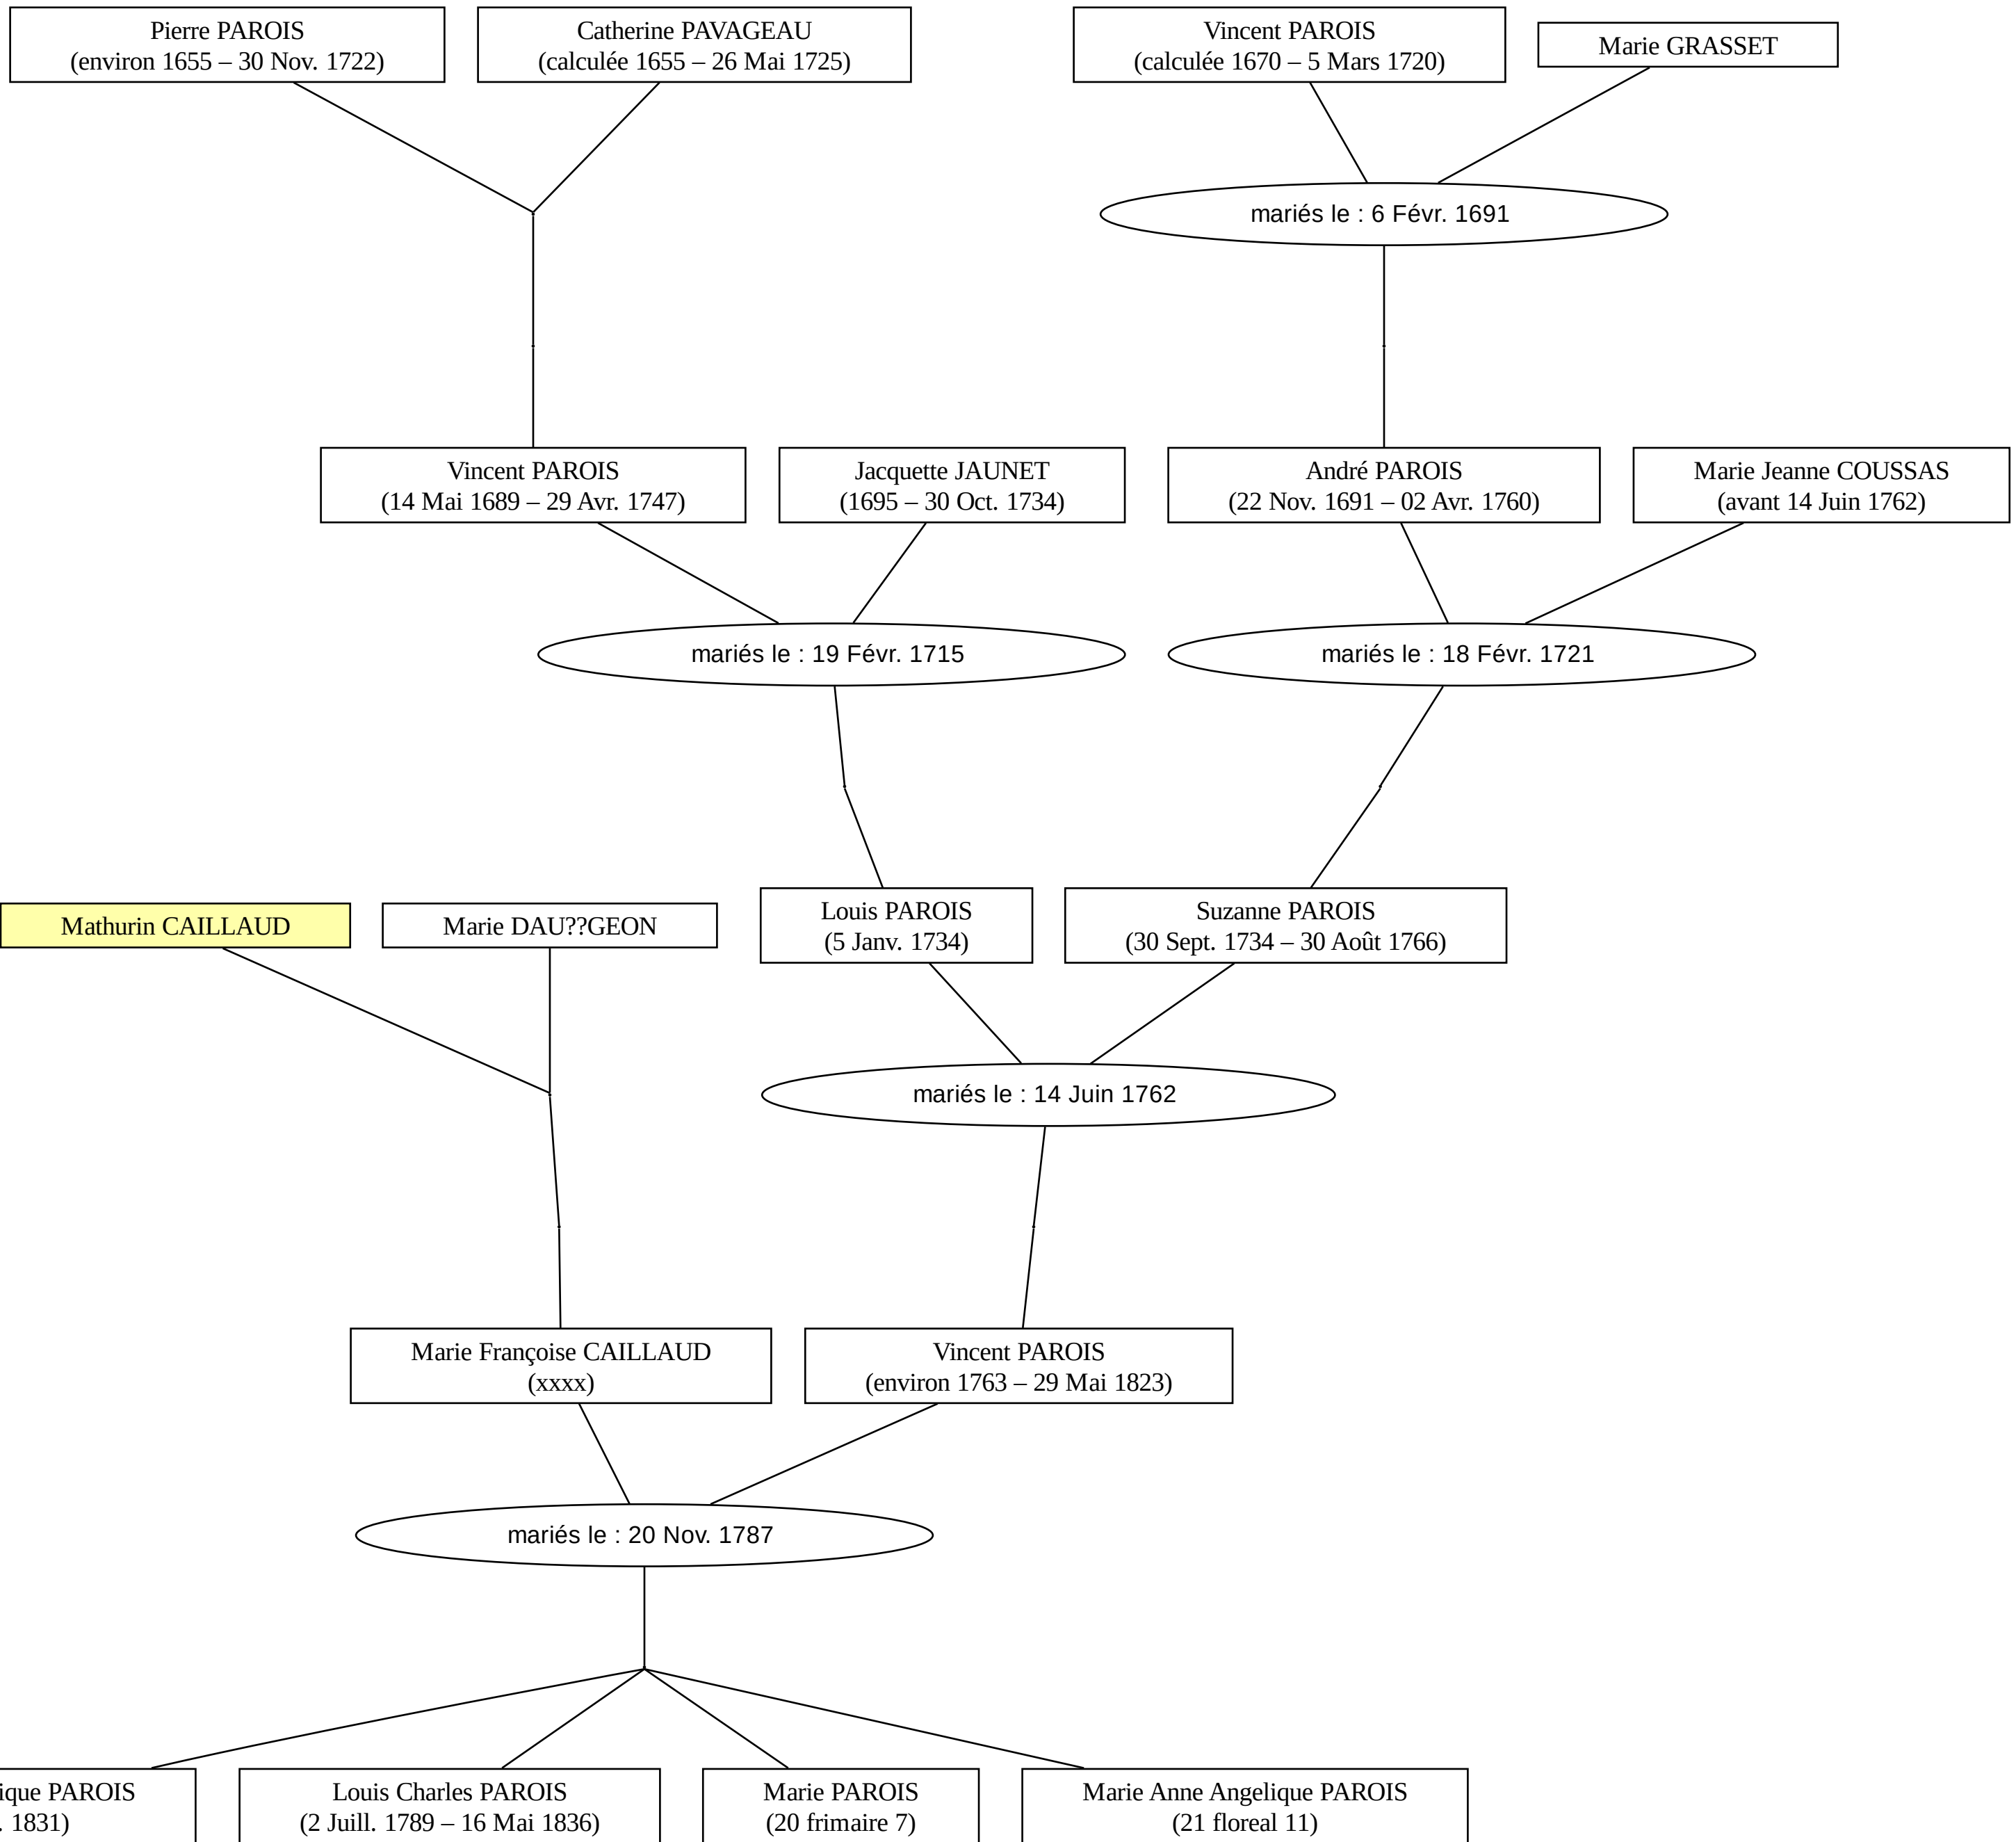 Pierre PAROIS
(environ 1655 – 30 Nov. 1722)
Catherine PAVAGEAU
(calculée 1655 – 26 Mai 1725)
Vincent PAROIS
(calculée 1670 – 5 Mars 1720)
Marie GRASSET
mariés le : 6 Févr. 1691
Vincent PAROIS
(14 Mai 1689 – 29 Avr. 1747)
Jacquette JAUNET
(1695 – 30 Oct. 1734)
André PAROIS
(22 Nov. 1691 – 02 Avr. 1760)
Marie Jeanne COUSSAS
(avant 14 Juin 1762)
mariés le : 19 Févr. 1715
mariés le : 18 Févr. 1721
Mathurin CAILLAUD
Marie DAU??GEON
Louis PAROIS
(5 Janv. 1734)
Suzanne PAROIS
(30 Sept. 1734 – 30 Août 1766)
mariés le : 14 Juin 1762
Marie Françoise CAILLAUD
(xxxx)
Vincent PAROIS
(environ 1763 – 29 Mai 1823)
mariés le : 20 Nov. 1787
ique PAROIS
. 1831)
Louis Charles PAROIS
(2 Juill. 1789 – 16 Mai 1836)
Marie PAROIS
(20 frimaire 7)
Marie Anne Angelique PAROIS
(21 floreal 11)